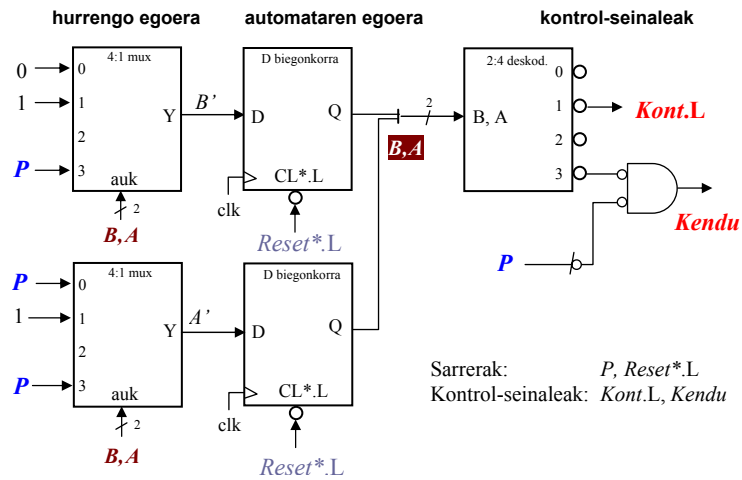 hurrengo egoera automataren egoera kontrol-seinaleak
4:1 mux
0
0
1
1
2
P
3
Y
auk
2
B,A
B’
D biegonkorra
D
Q
CL*.L
clk
Reset*.L
2
B,A
2:4 deskod.
B, A
0
1
2
3
Kont.L
Kendu
P
4:1 mux
P
0
1
1
2
P
3
Y
auk
2
B,A
A’
D biegonkorra
D
Q
CL*.L
clk
Reset*.L
Sarrerak: P, Reset*.L
Kontrol-seinaleak: Kont.L, Kendu